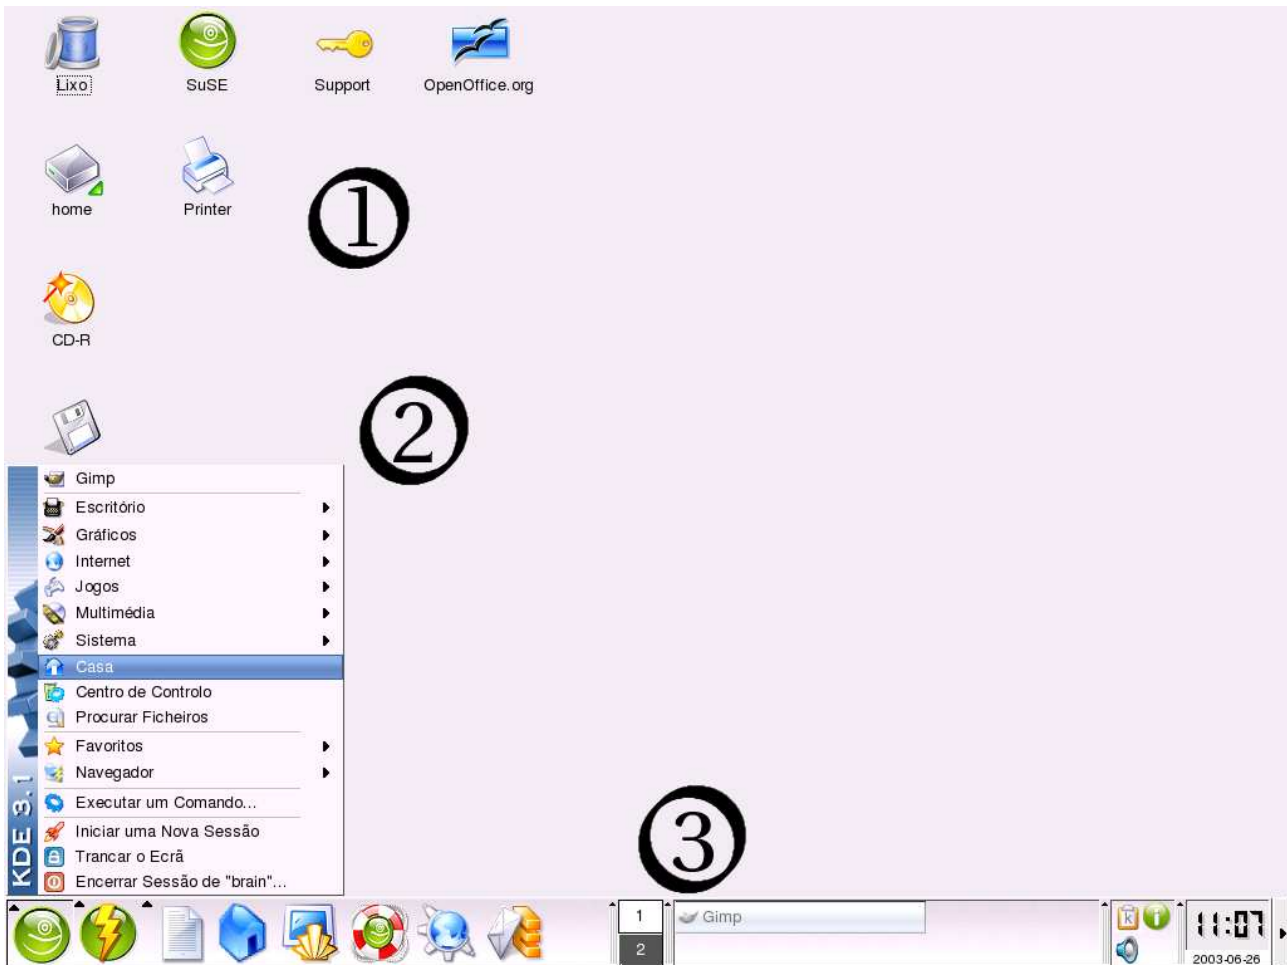 Lixo
SuSE
Support
OpenOffice.org
home
Printer
1
CD-R
2
Gimp
Escritório
Gráficos
Internet
Jogos
Multimédia
Sistema
Casa
Centro de Controlo
Procurar Ficheiros
Favoritos
Navegador
Executar um Comando...
Iniciar uma Nova Sessão
Trancar o Ecrã
Encerrar Sessão de "brain"...
KDE 3.1
3
1
2
Gimp
11:07
2003-06-26